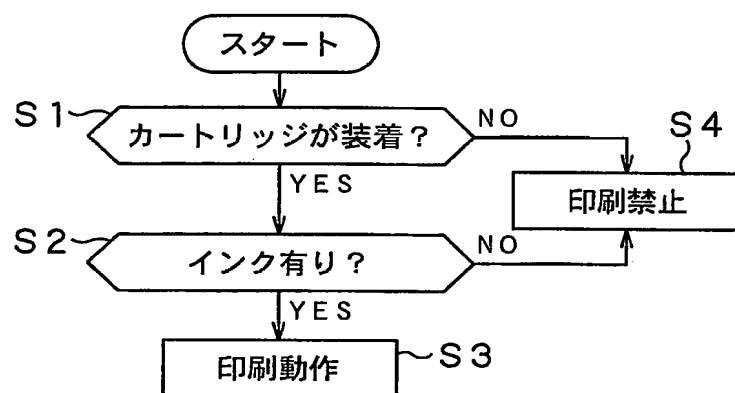 スタート
S1
カートリッジが装着？
NO
S4
YES
印刷禁止
S2
インク有り？
NO
YES
印刷動作
S3